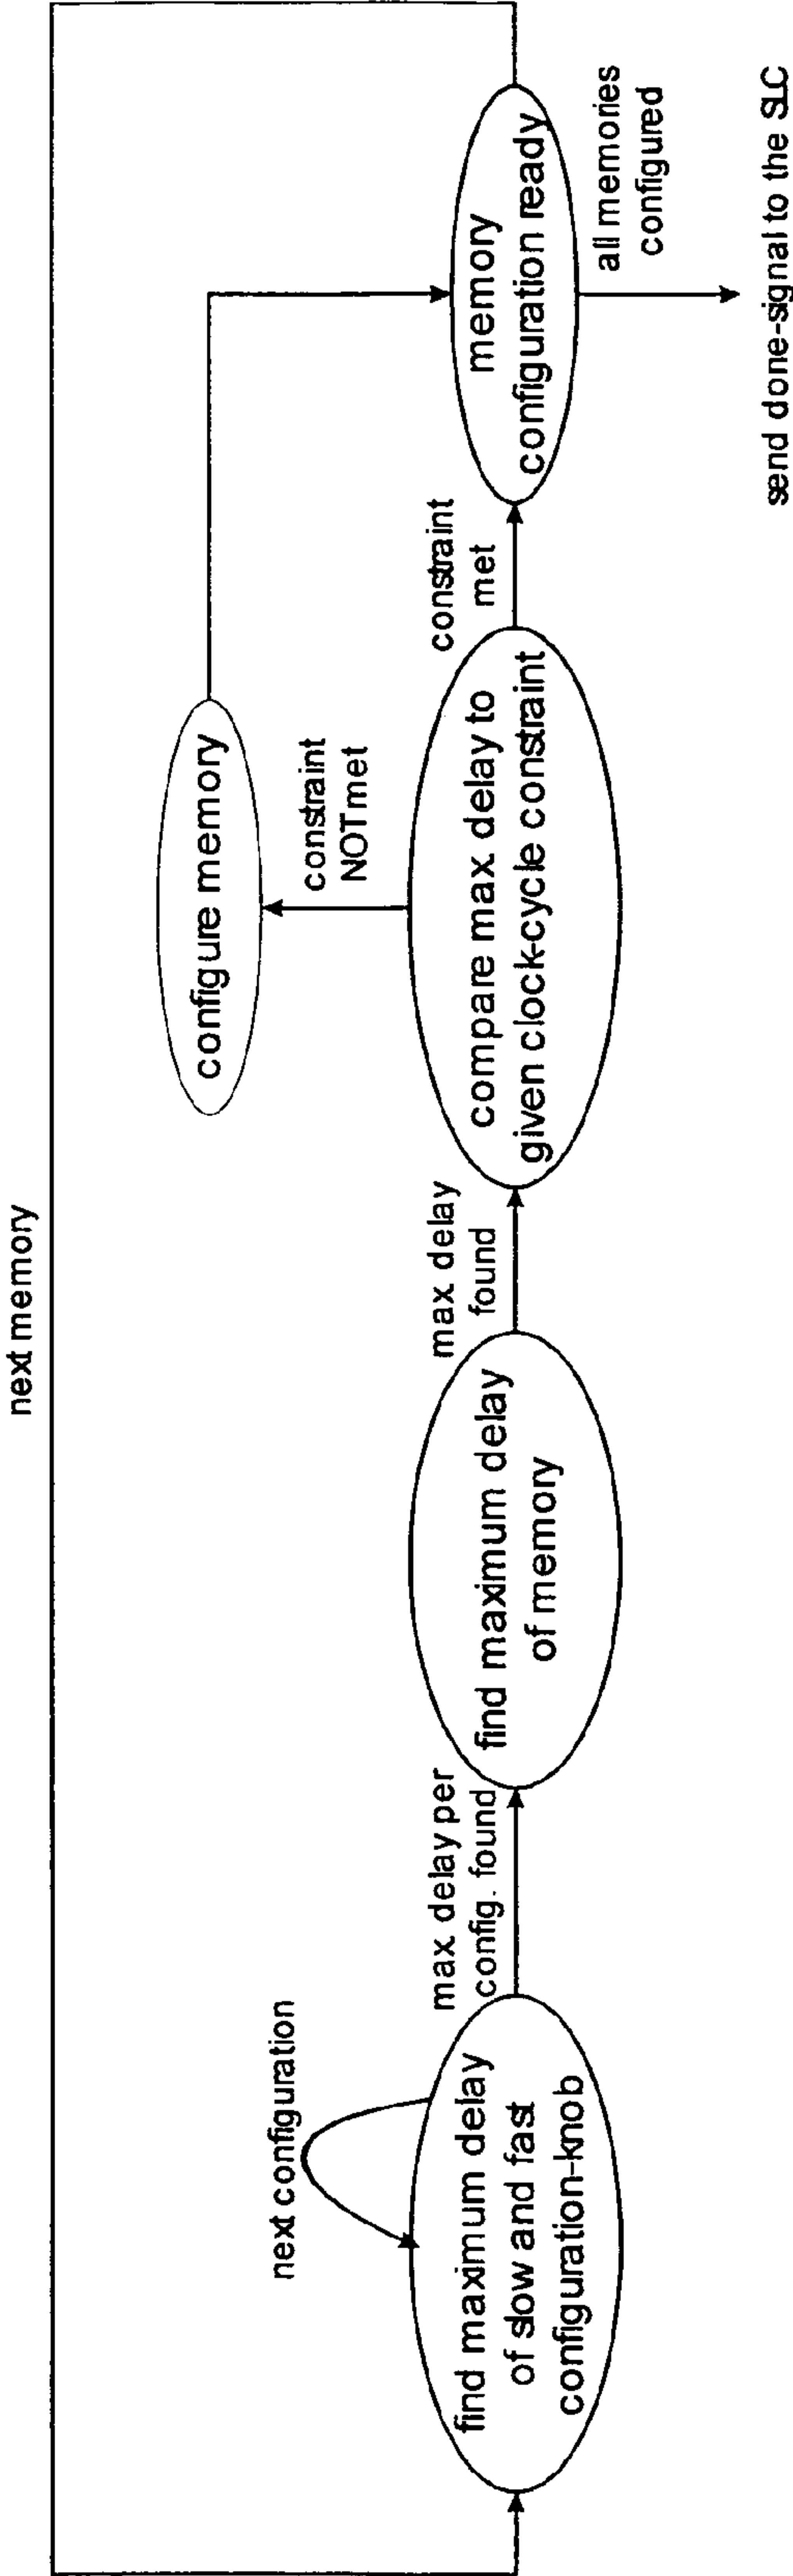 next memory
next configuration
find maximum delay
of slow and fast
configuration-knob
max. delay per
config. found
find maximum delay
of memory
max. delay
found
compare max delay to
given clock-cycle constraint
constraint
NOT met
configure memory
constraint
met
memory
configuration ready
all memories
configured
send done-signal to the SLC